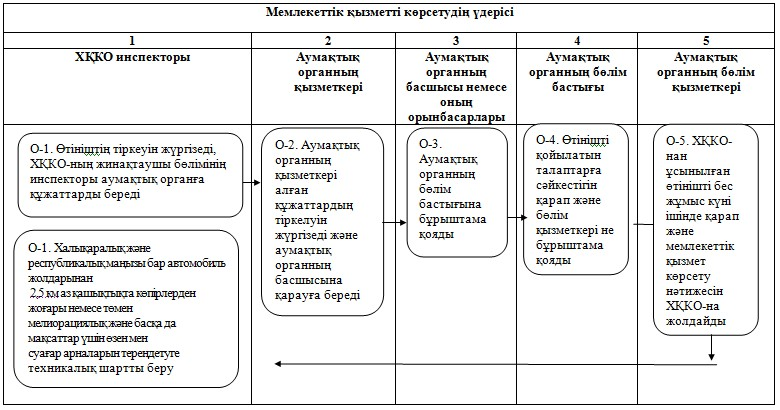 Мемлекеттік қызметті көрсетудің үдерісі
1
2
3
4
5
ХҚКО инспекторы
Аумақтық
органның
қызметкері
Аумақтық
органның
басшысы немесе
оның
орынбасарлары
Аумақтық
органның бөлім
бастығы
Аумақтық
органның бөлім
қызметкері
О-1. Өтініштің тіркеуін жүргізеді,
ХҚКО-ның жинақтаушы бөлімінің
инспекторы аумақтық органға
құжаттарды береді
О-1. Халықаралық және
республикалық маңызы бар автомобиль
жолдарынан
2,5 км аз қашықтықта көпірлерден
жоғары немесе төмен
мелиорациялық және басқа да
мақсаттар үшін өзен мен
суағар арналарын тереңдетуге
техникалық шартты беру
О-2. Аумақтық
органның
қызметкері
алған
құжаттардың
тіркелуін
жүргізеді және
аумақтық
органның
басшысына
қарауға береді
О-3.
Аумақтық
органның
бөлім
бастығына
бұрыштама
қояды
О-4. Өтінішті
қойылатын
талаптарға
сәйкестігін
қарап және
бөлім
қызметкері не
бұрыштама
қояды
О-5. ХҚКО-
нан
ұсынылған
өтінішті бес
жұмыс күні
ішінде қарап
және
мемлекеттік
қызмет
көрсету
нәтижесін
ХҚКО-на
жолдайды